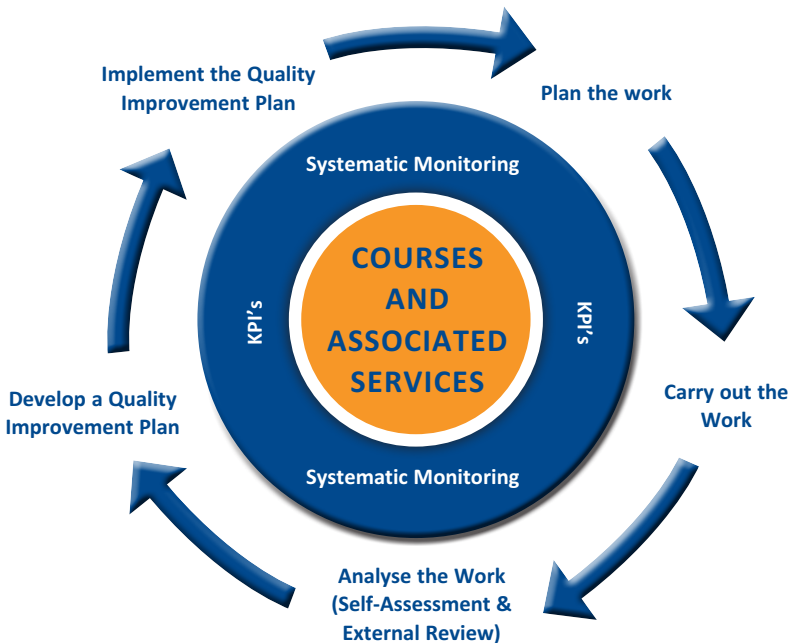 Implement the Quality
Improvement Plan
Plan the work
Systematic Monitoring
KPI's
COURSES
AND
ASSOCIATED
SERVICES
KPI's
Systematic Monitoring
Carry out the
Work
Develop a Quality
Improvement Plan
Analyse the Work
(Self-Assessment &
External Review)